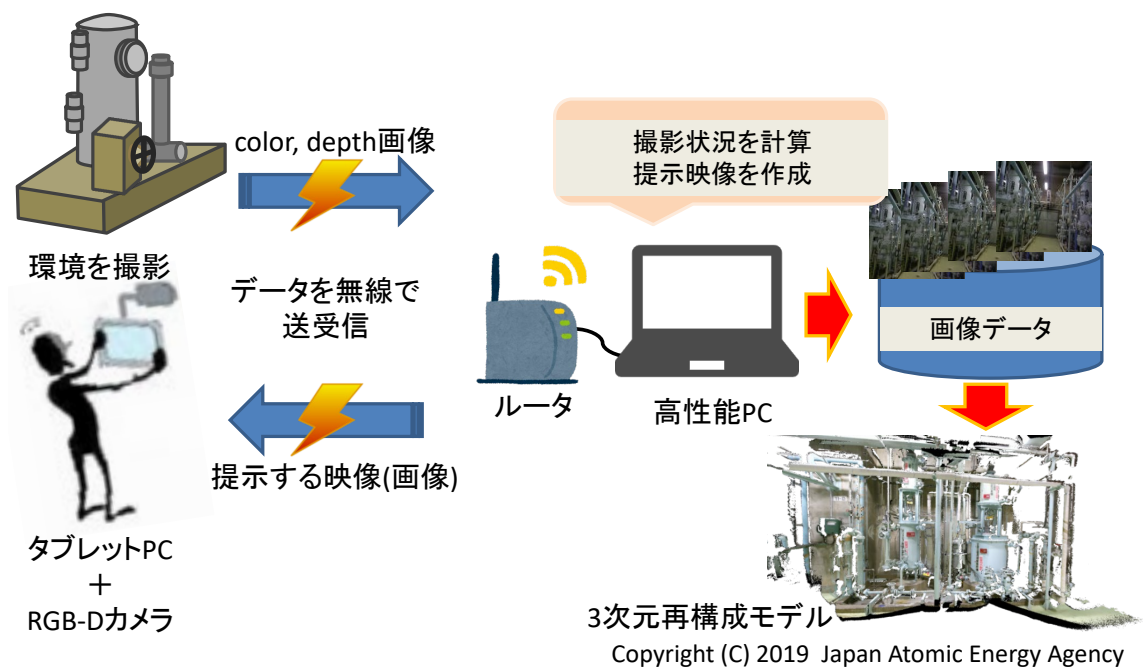 color, depth画像
撮影状況を計算
提示映像を作成
環境を撮影
データを無線で
送受信
画像データ
ルータ
高性能PC
提示する映像(画像)
タブレットPC
+
RGB-Dカメラ
3次元再構成モデル
Copyright (C) 2019 Japan Atomic Energy Agency